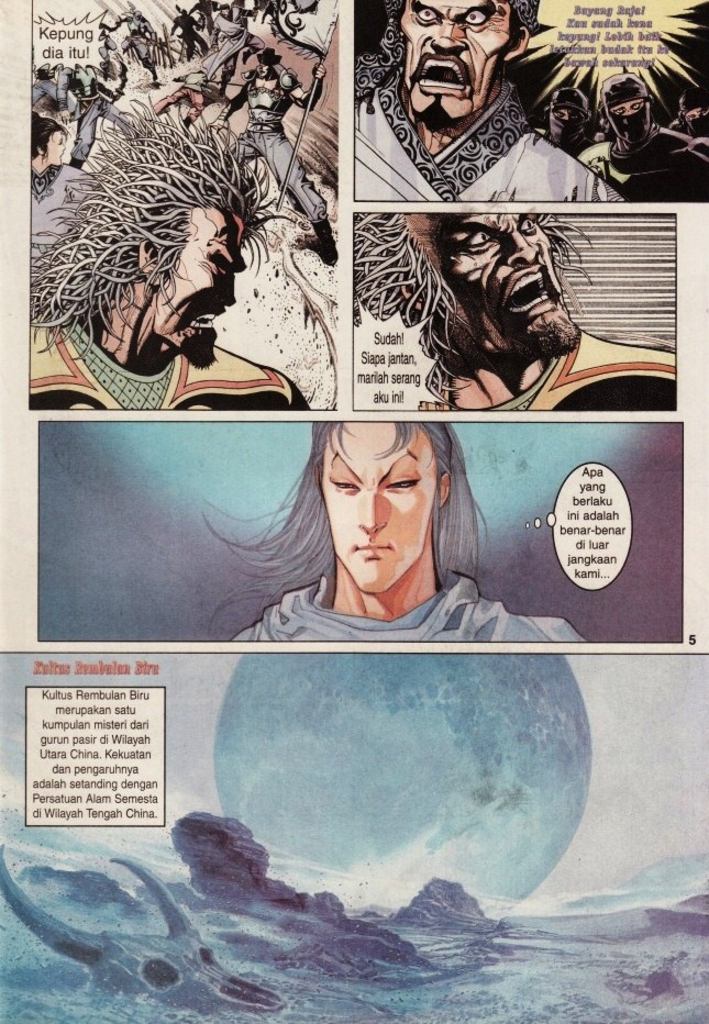 Kepung
dia itu!
Bayang Raja!
Kau sudah kena
kepung! Lebih baik
letakkan budak itu ke
bawah sekarang!
Sudah!
Siapa jantan,
marilah serang
aku ini!
Apa
yang
berlaku
ini adalah
benar-benar
di luar
jangkaan
kami...
5
Kultus Rembulan Biru
Kultus Rembulan Biru
merupakan satu
kumpulan misteri dari
gurun pasir di Wilayah
Utara China. Kekuatan
dan pengaruhnya
adalah setanding dengan
Persatuan Alam Semesta
di Wilayah Tengah China.